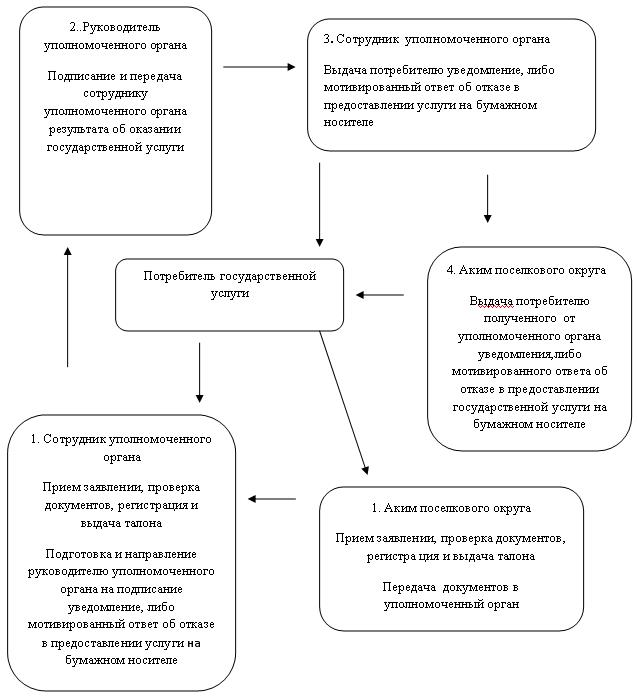 2..Руководитель
уполномоченного органа
Подписание и передача
сотруднику
уполномоченного органа
результата об оказании
государственной услуги
3. Сотрудник уполномоченного органа
Выдача потребителю уведомление, либо
мотивированный ответ об отказе в
предоставлении услуги на бумажном
носителе
Потребитель государственной
услуги
4. Аким поселкового округа
Выдача потребителю
полученного от
уполномоченного органа
уведомления,либо
мотивированного ответа об
отказе в предоставлении
государственной услуги на
бумажном носителе
1. Сотрудник уполномоченного
органа
Прием заявлении, проверка
документов, регистрация и
выдача талона
Подготовка и направление
руководителю уполномоченного
органа на подписание
уведомление, либо
мотивированный ответ об отказе
в предоставлении услуги на
бумажном носителе
1. Аким поселкового округа
Прием заявлении, проверка документов,
регистра ция и выдача талона
Передача документов в
уполномоченный орган